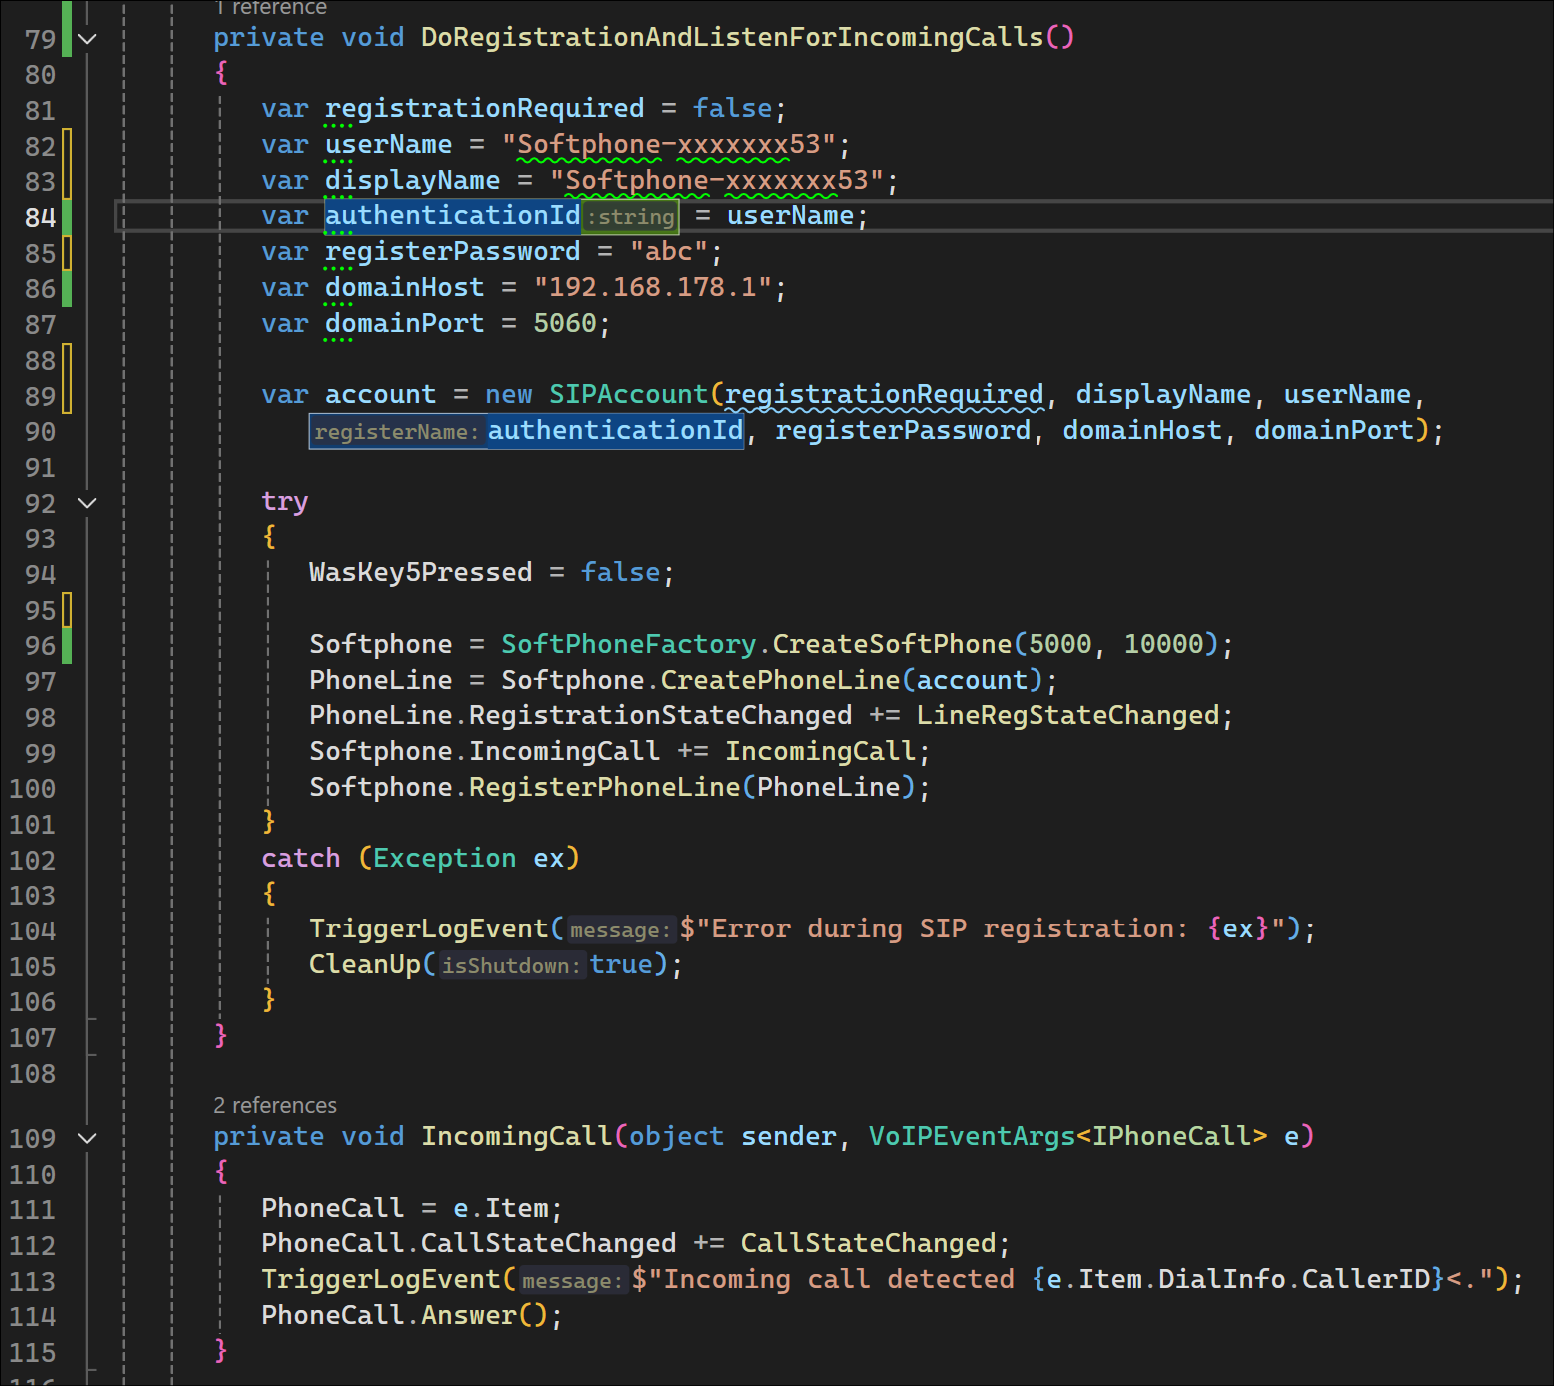 1 reference
79 private void DoRegistrationAndListenForIncomingCalls()
80 {
81 var registrationRequired = false;
82 var userName = "Softphone-xxxxxxx53";
83 var displayName = "Softphone-xxxxxxx53";
84 var authenticationId :string = userName;
85 var registerPassword = "abc";
86 var domainHost = "192.168.178.1";
87 var domainPort = 5060;
88
89 var account = new SIPAccount(registrationRequired, displayName, userName,
90 registerName: authenticationId, registerPassword, domainHost, domainPort);
91
92 try
93 {
94 WasKey5Pressed = false;
95
96 Softphone = SoftPhoneFactory.CreateSoftPhone(5000, 10000);
97 PhoneLine = Softphone.CreatePhoneLine(account);
98 PhoneLine.RegistrationStateChanged += LineRegStateChanged;
99 Softphone.IncomingCall += IncomingCall;
100 Softphone.RegisterPhoneLine(PhoneLine);
101 }
102 catch (Exception ex)
103 {
104 TriggerLogEvent(message: $"Error during SIP registration: {ex}");
105 CleanUp(isShutdown: true);
106 }
107 }
108
2 references
109 private void IncomingCall(object sender, VoIPEventArgs<IPhoneCall> e)
110 {
111 PhoneCall = e.Item;
112 PhoneCall.CallStateChanged += CallStateChanged;
113 TriggerLogEvent(message: $"Incoming call detected {e.Item.DialInfo.CallerID}<.");
114 PhoneCall.Answer();
115 }
116